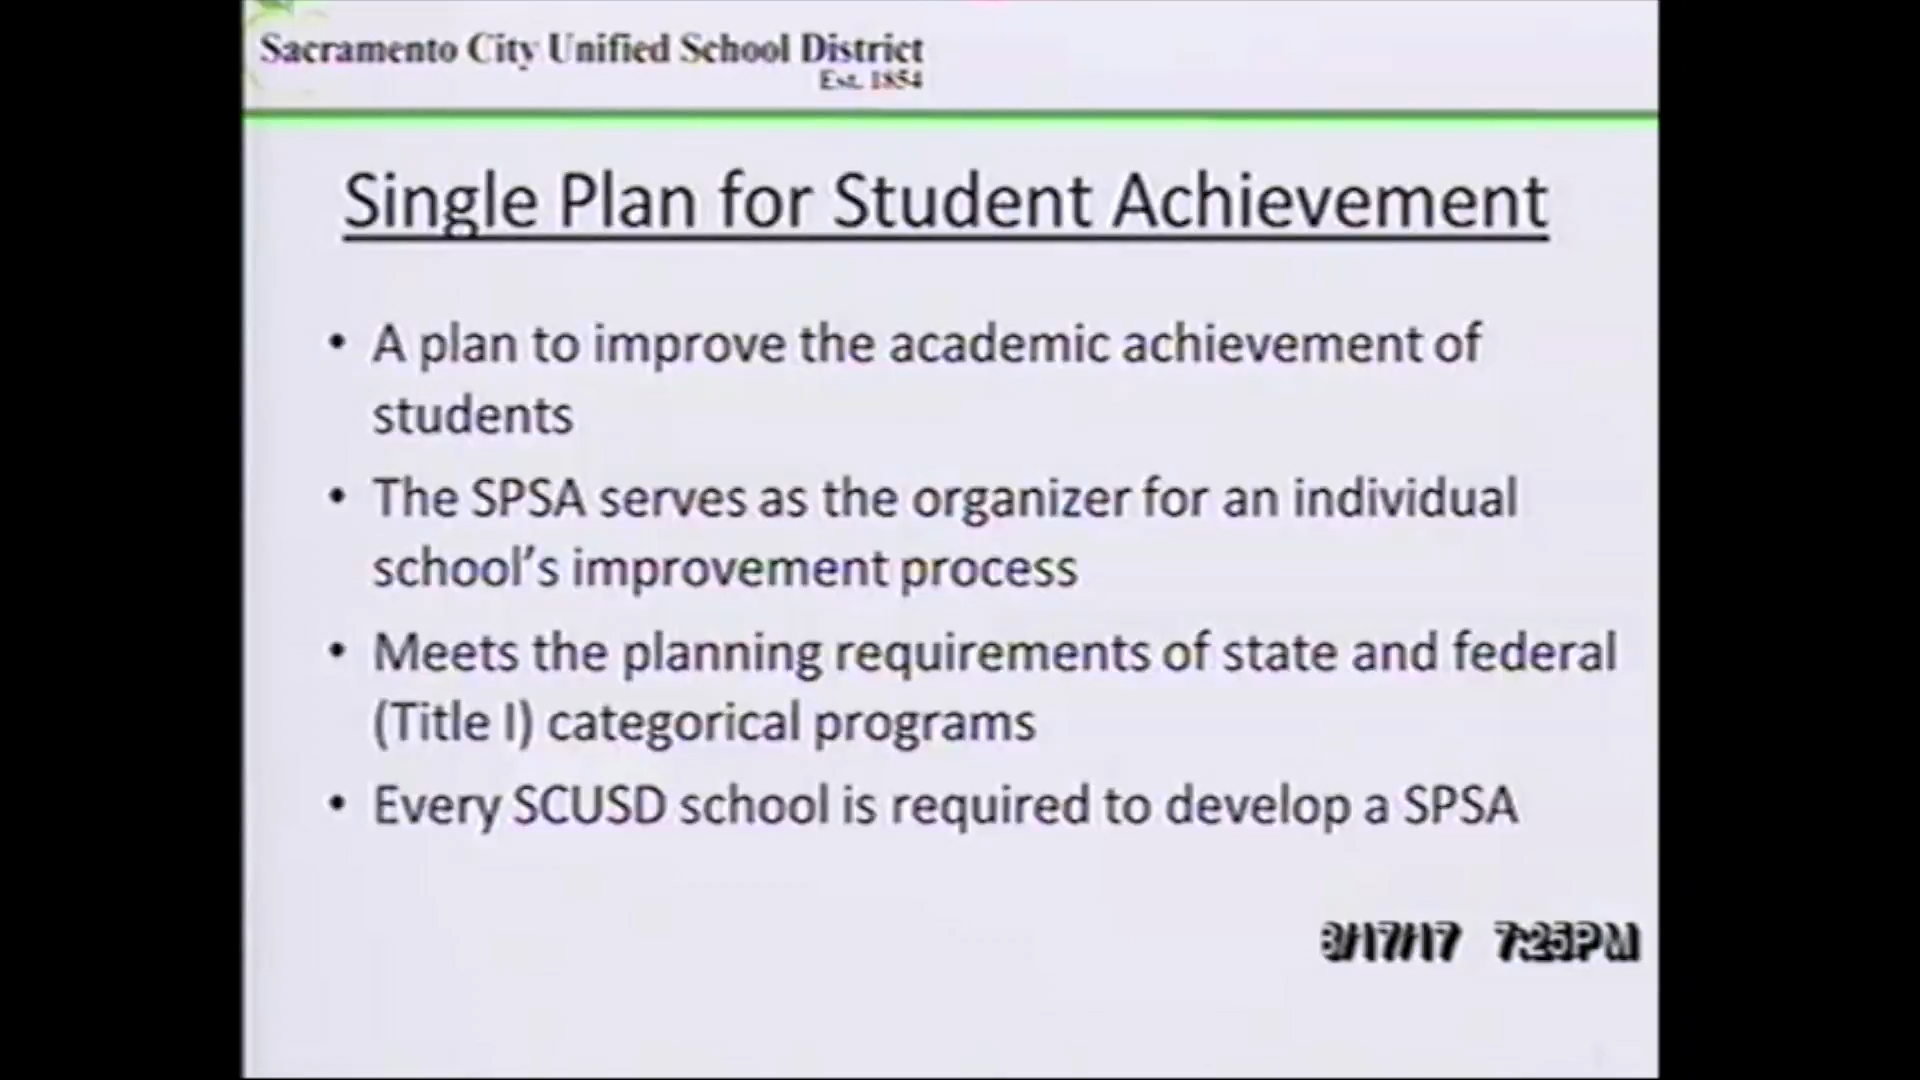 Sacramento City Unified School District
Est. 1854
Single Plan for Student Achievement
• A plan to improve the academic achievement of
students
• The SPSA serves as the organizer for an individual
school’s improvement process
• Meets the planning requirements of state and federal
(Title I) categorical programs
• Every SCUSD school is required to develop a SPSA
7:25PM